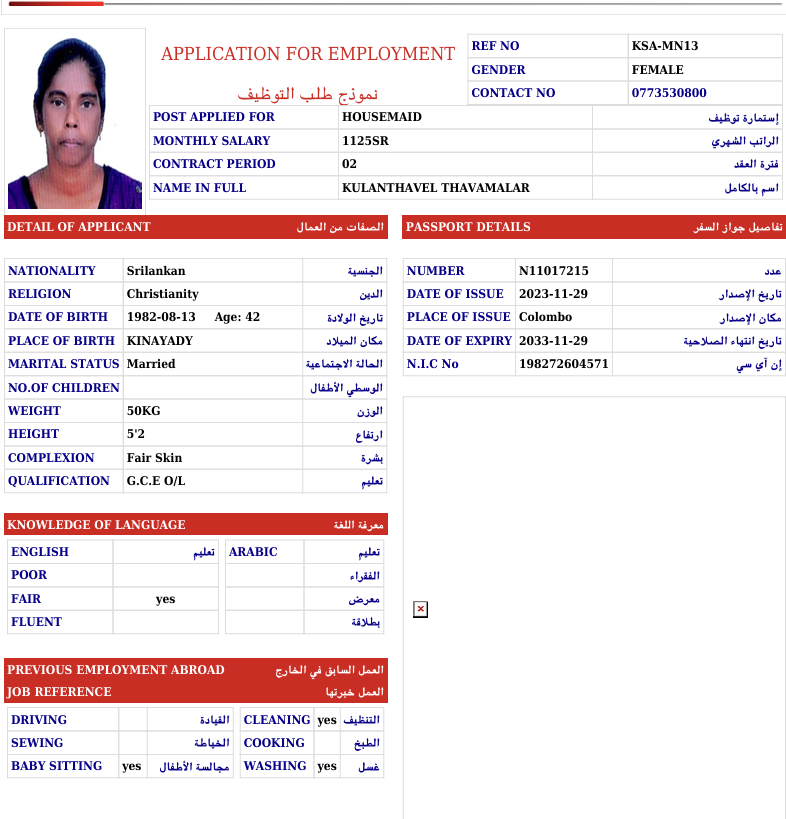 APPLICATION FOR EMPLOYMENT
نموزج طلب التوظيف
REF NO KSA-MN13
GENDER FEMALE
CONTACT NO 0773530800
POST APPLIED FOR HOUSEMAID إستمارة توظيف
MONTHLY SALARY 1125SR الراتب الشهري
CONTRACT PERIOD 02 فترة العقد
NAME IN FULL KULANTHAVEL THAVAMALAR اسم بالكامل
DETAIL OF APPLICANT الصفات من العمال
NATIONALITY Srilankan الجنسية
RELIGION Christianity الدين
DATE OF BIRTH 1982-08-13 Age: 42 تاريخ الولادة
PLACE OF BIRTH KINAYADY مكان الميلاد
MARITAL STATUS Married الحالة الاجتماعية
NO.OF CHILDREN الوسطي الأطفال
WEIGHT 50KG الوزن
HEIGHT 5'2 ارتفاع
COMPLEXION Fair Skin بشرة
QUALIFICATION G.C.E O/L تعليم
PASSPORT DETAILS تفاصيل جواز السفر
NUMBER N11017215 عدد
DATE OF ISSUE 2023-11-29 تاريخ الإصدار
PLACE OF ISSUE Colombo مكان الإصدار
DATE OF EXPIRY 2033-11-29 تاريخ انتهاء الصلاحية
N.I.C No 198272604571 إن آي سي
KNOWLEDGE OF LANGUAGE معرفة اللغة
ENGLISH تعليم ARABIC تعليم
POOR الفقراء
FAIR yes معرض
FLUENT بطلاقة
PREVIOUS EMPLOYMENT ABROAD العمل السابق في الخارج
JOB REFERENCE العمل خبرتها
DRIVING القيادة CLEANING yes التنظيف
SEWING الخياطة COOKING الطبخ
BABY SITTING yes مجالسة الأطفال WASHING yes غسل